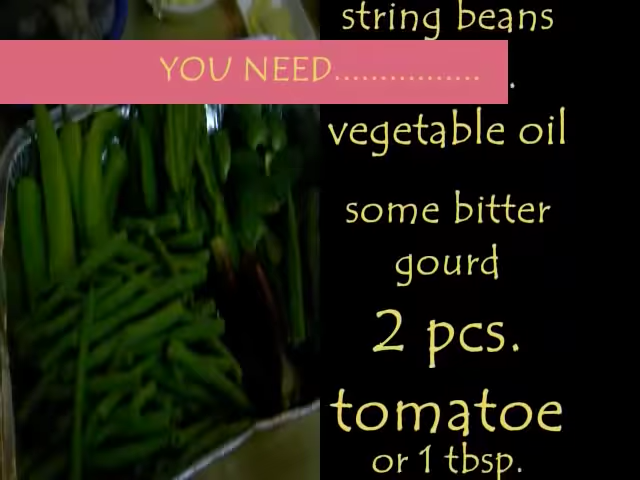 string beans
YOU NEED................
.
vegetable oil
some bitter
gourd
2 pcs.
tomatoe
or 1 tbsp.